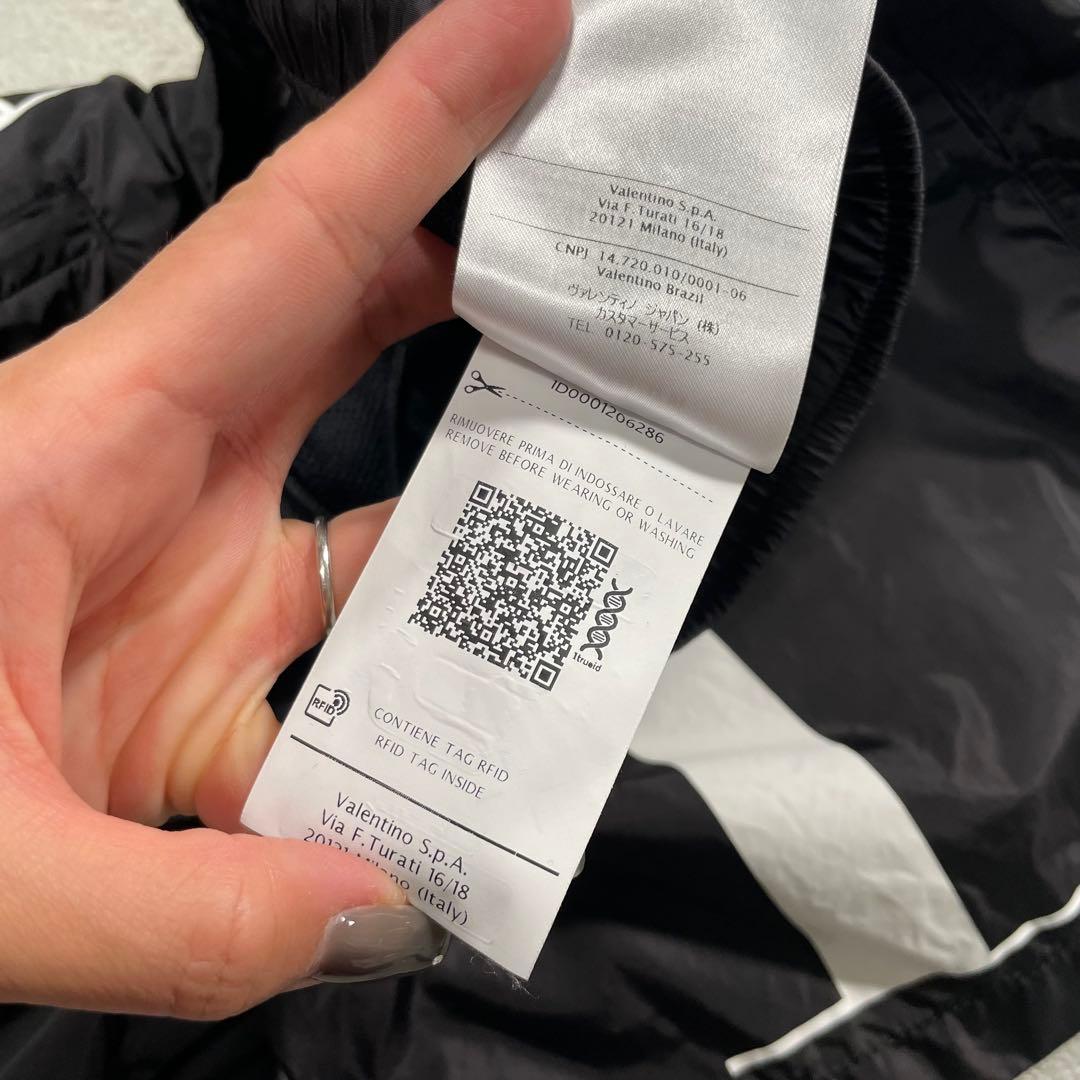 Valentino S.p.A.
Via F.Turati 16/18
20121 Milano (Italy)
CNPJ 14.720.010/0001-06
Valentino Brazil
ヴァレンティノ ジャパン (株)
カスタマーサービス
TEL 0120-575-255
ID0001266286
RIMUOVERE PRIMA DI INDOSSARE O LAVARE
REMOVE BEFORE WEARING OR WASHING
1trueid
RFID
CONTIENE TAG RFID
RFID TAG INSIDE
Valentino S.p.A.
Via F.Turati 16/18
20121 Milano (Italy)